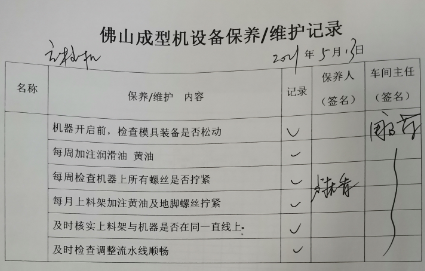 佛山成型机设备保养/维护记录
2021年5月13日
名称 保养/维护 内容 记录 保养人(签名) 车间主任(签名)
机器开启前，检查模具装备是否松动 ✓
每周加注润滑油 黄油 ✓
每周检查机器上所有螺丝是否拧紧 ✓
每月上料架加注黄油及地脚螺丝拧紧 ✓
及时核实上料架与机器是否在同一直线上 ✓
及时检查调整流水线顺畅 ✓